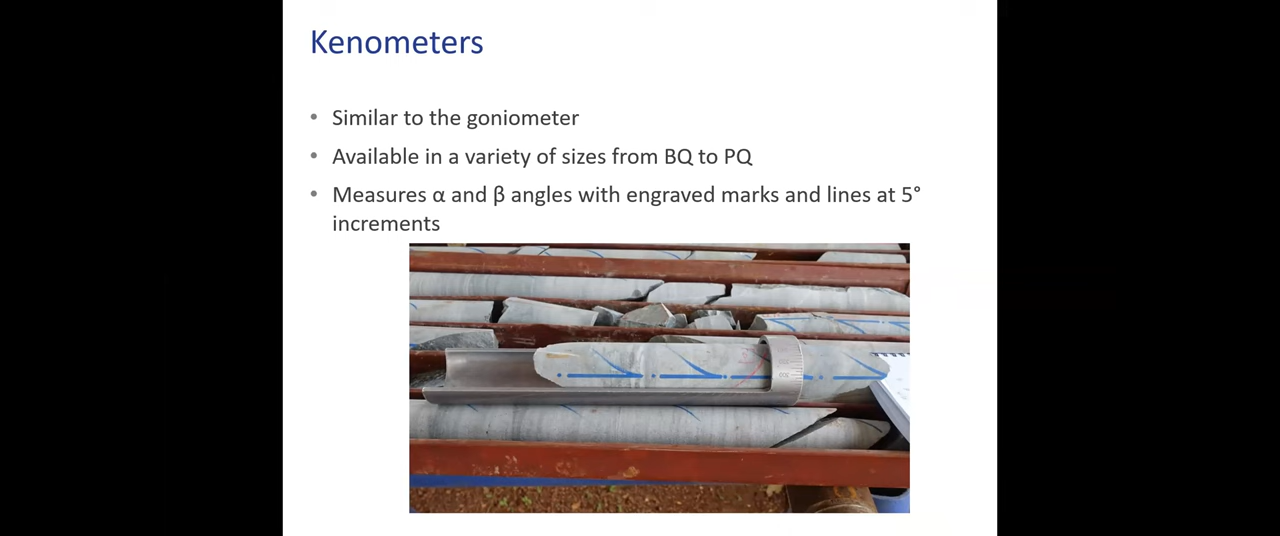 Kenometers
• Similar to the goniometer
• Available in a variety of sizes from BQ to PQ
• Measures α and β angles with engraved marks and lines at 5°
increments